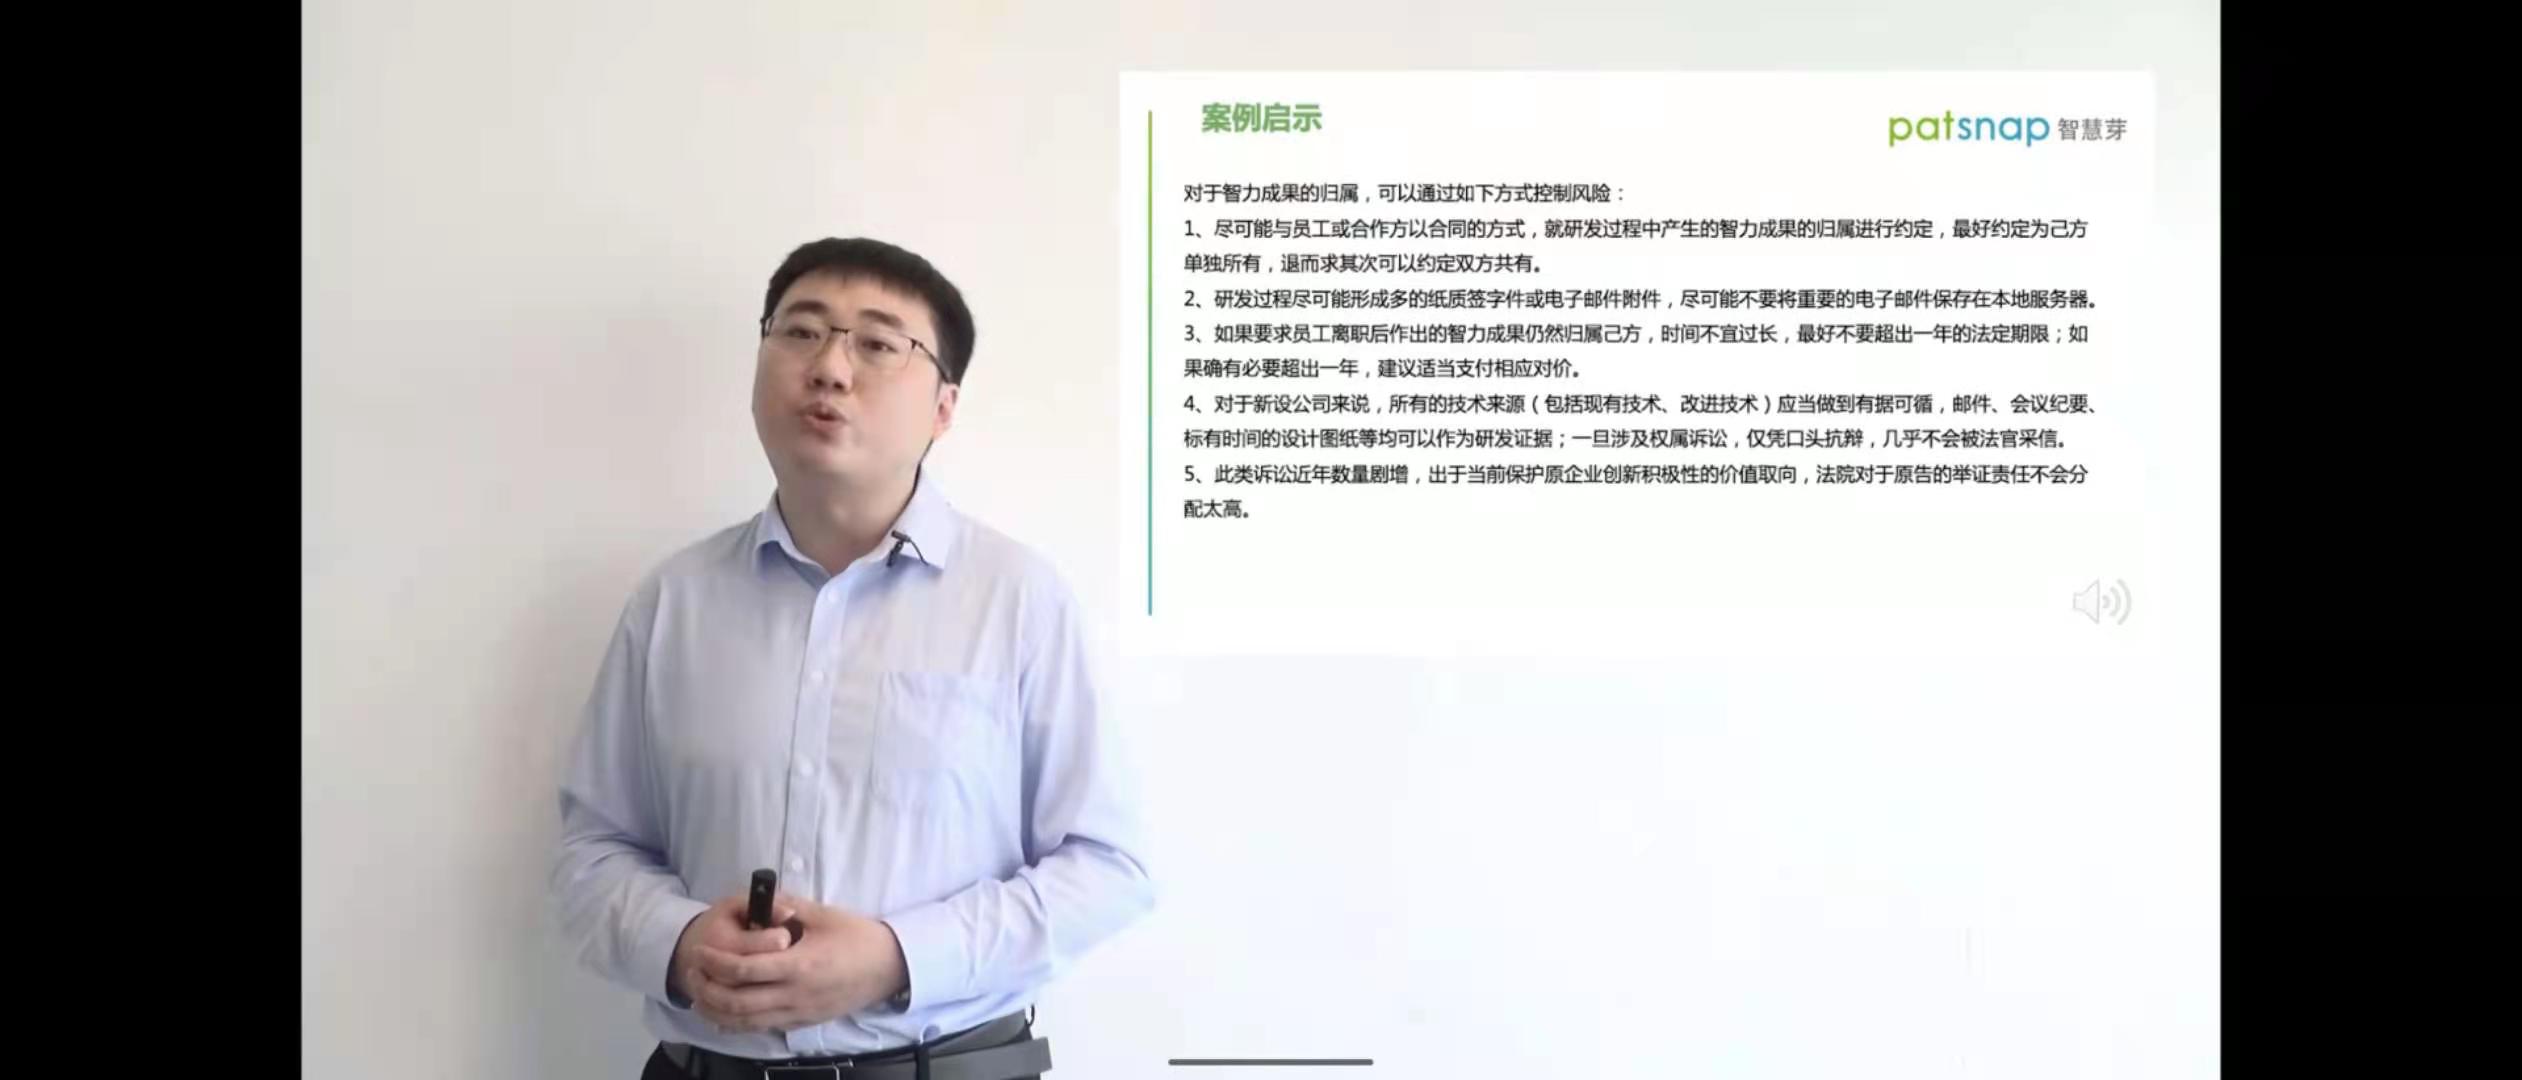 案例启示
patsnap 智慧芽
对于智力成果的归属，可以通过如下方式控制风险：
1、尽可能与员工或合作方以合同的方式，就研发过程中产生的智力成果的归属进行约定，最好约定为己方
单独所有，退而求其次可以约定双方共有。
2、研发过程尽可能形成多的纸质签字件或电子邮件附件，尽可能不要将重要的电子邮件保存在本地服务器。
3、如果要求员工离职后作出的智力成果仍然归属己方，时间不宜过长，最好不要超出一年的法定期限；如
果确有必要超出一年，建议适当支付相应对价。
4、对于新设公司来说，所有的技术来源（包括现有技术、改进技术）应当做到有据可循，邮件、会议纪要、
标有时间的设计图纸等均可以作为研发证据；一旦涉及权属诉讼，仅凭口头抗辩，几乎不会被法官采信。
5、此类诉讼近年数量剧增，出于当前保护原企业创新积极性的价值取向，法院对于原告的举证责任不会分
配太高。